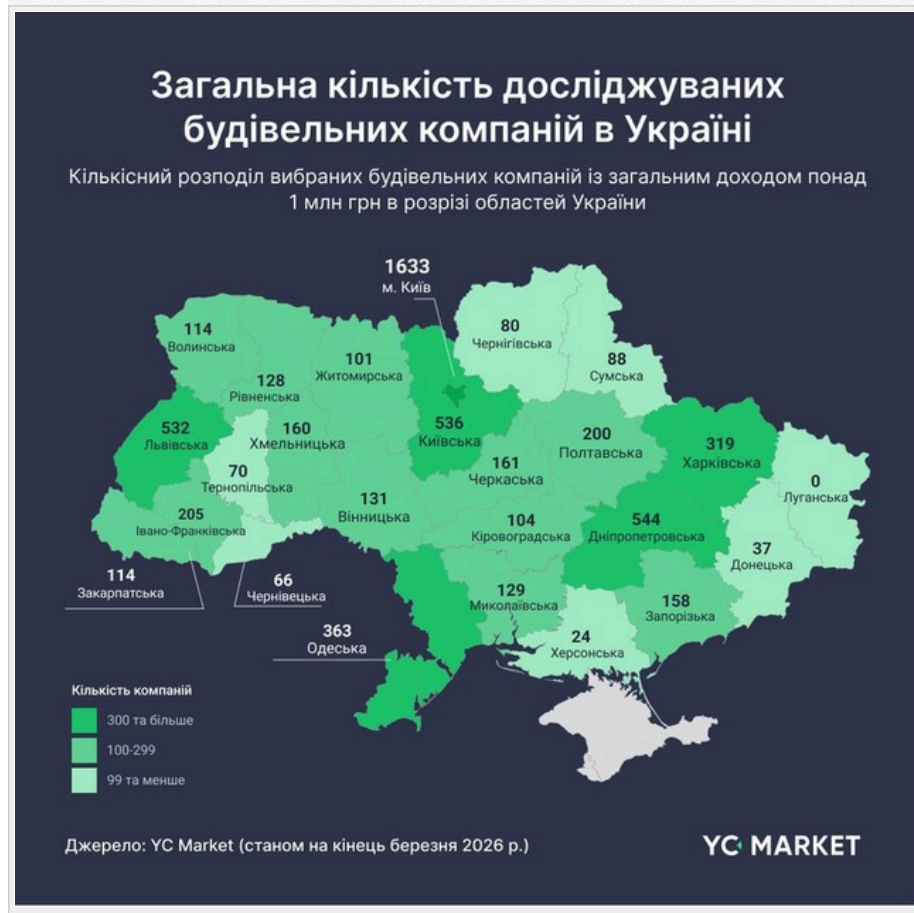 Загальна кількість досліджуваних
будівельних компаній в Україні
Кількісний розподіл вибраних будівельних компаній із загальним доходом понад
1 млн грн в розрізі областей України
1633
м. Київ
80
Чернігівська
88
Сумська
114
Волинська
128
Рівненська
101
Житомирська
532
Львівська
160
Хмельницька
536
Київська
200
Полтавська
319
Харківська
70
Тернопільська
161
Черкаська
0
Луганська
205
Івано-Франківська
131
Вінницька
104
Кіровоградська
544
Дніпропетровська
37
Донецька
114
Закарпатська
66
Чернівецька
129
Миколаївська
158
Запорізька
363
Одеська
24
Херсонська
Кількість компаній
300 та більше
100-299
99 та менше
Джерело: YC Market (станом на кінець березня 2026 р.)
YC MARKET